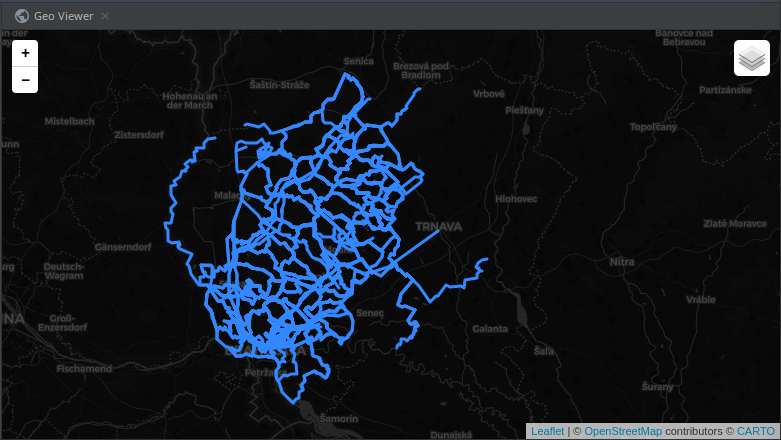 Geo Viewer
+
−
Senica
Brezová pod
Bradlom
Bánovce nad
Bebravou
Šaštín-Stráže
Vrbové
Partizánske
Hohenau an
der March
Piešťany
Mistelbach
Zistersdorf
Topoľčany
Hlohovec
TRNAVA
Zlaté Moravce
Gänserndorf
Nitra
Deutsch-
Wagram
Vráble
Groß-
Enzersdorf
Senec
Galanta
Šaľa
Fischamend
Šurany
Šamorín
Dunajská
Leaflet | © OpenStreetMap contributors © CARTO